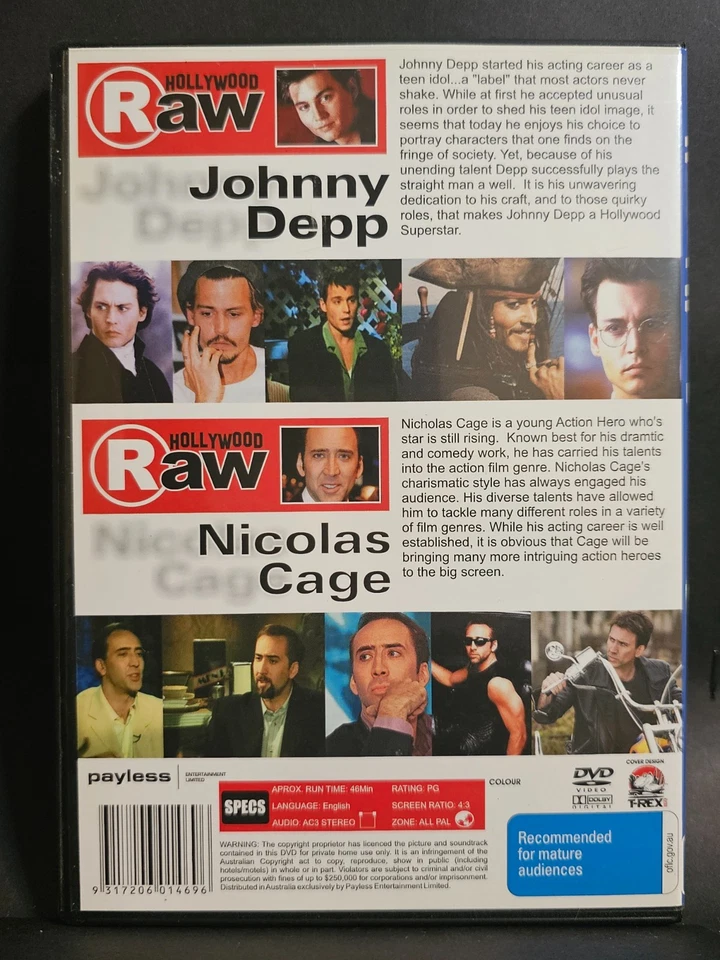 HOLLYWOOD
Raw
Johnny
Depp
Johnny Depp started his acting career as a
teen idol...a "label" that most actors never
shake. While at first he accepted unusual
roles in order to shed his teen idol image, it
seems that today he enjoys his choice to
portray characters that one finds on the
fringe of society. Yet, because of his
unending talent Depp successfully plays the
straight man a well. It is his unwavering
dedication to his craft, and to those quirky
roles, that makes Johnny Depp a Hollywood
Superstar.
HOLLYWOOD
Raw
Nicolas
Cage
Nicholas Cage is a young Action Hero who's
star is still rising. Known best for his dramtic
and comedy work, he has carried his talents
into the action film genre. Nicholas Cage's
charismatic style has always engaged his
audience. His diverse talents have allowed
him to tackle many different roles in a variety
of film genres. While his acting career is well
established, it is obvious that Cage will be
bringing many more intriguing action heroes
to the big screen.
payless
ENTERTAINMENT
LIMITED
SPECS
APROX. RUN TIME: 46Min
LANGUAGE: English
AUDIO: AC3 STEREO
RATING: PG
SCREEN RATIO: 4:3
ZONE: ALL PAL
COLOUR
DVD
VIDEO
DOLBY
DIGITAL
COVER DESIGN
T-REX
WARNING: The copyright proprietor has licenced the picture and soundtrack
contained in this DVD for private home use only. It is an infringement of the
Australian Copyright act to copy, reproduce, show in public (including
hotels/motels) in whole or in part. Violators are subject to criminal and/or civil
prosecution with fines of up to $250,000 for corporations and/or imprisonment.
Distributed in Australia exclusively by Payless Entertainment Limited.
9 317206 014696
Recommended
for mature
audiences
oflc.gov.au